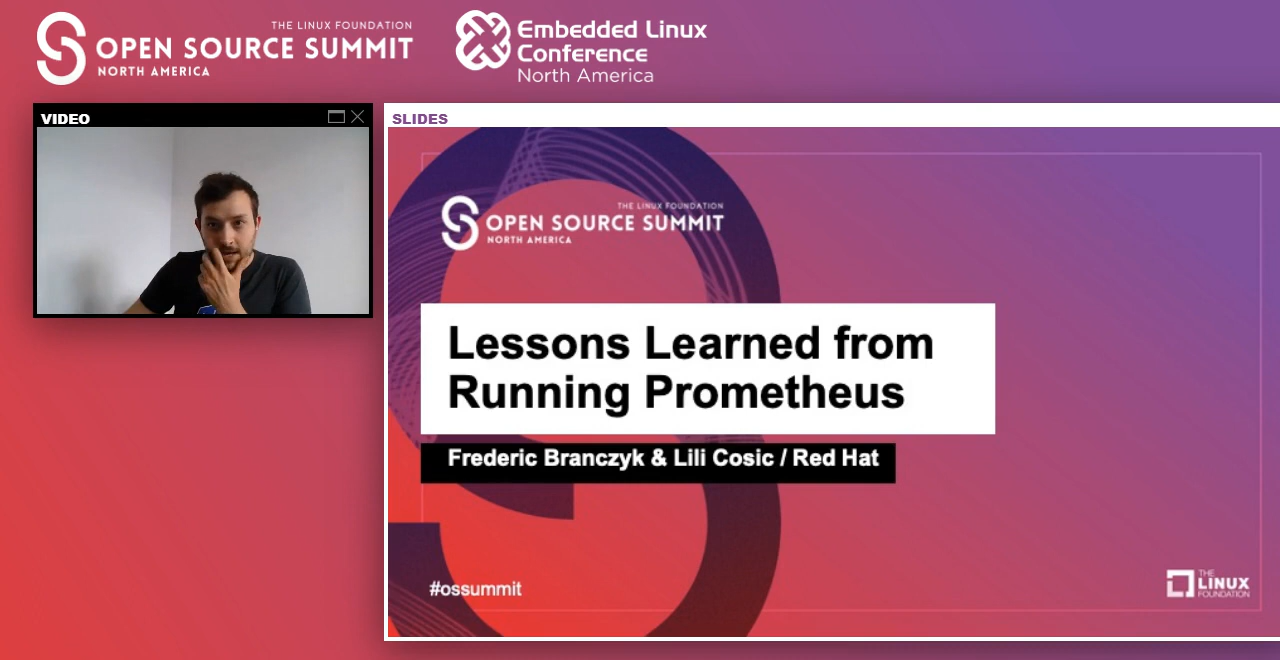 THE LINUX FOUNDATION
OPEN SOURCE SUMMIT
NORTH AMERICA
Embedded Linux
Conference
North America
VIDEO
SLIDES
THE LINUX FOUNDATION
OPEN SOURCE SUMMIT
NORTH AMERICA
Lessons Learned from
Running Prometheus
Frederic Branczyk & Lili Cosic / Red Hat
#ossummit
THE
LINUX
FOUNDATION